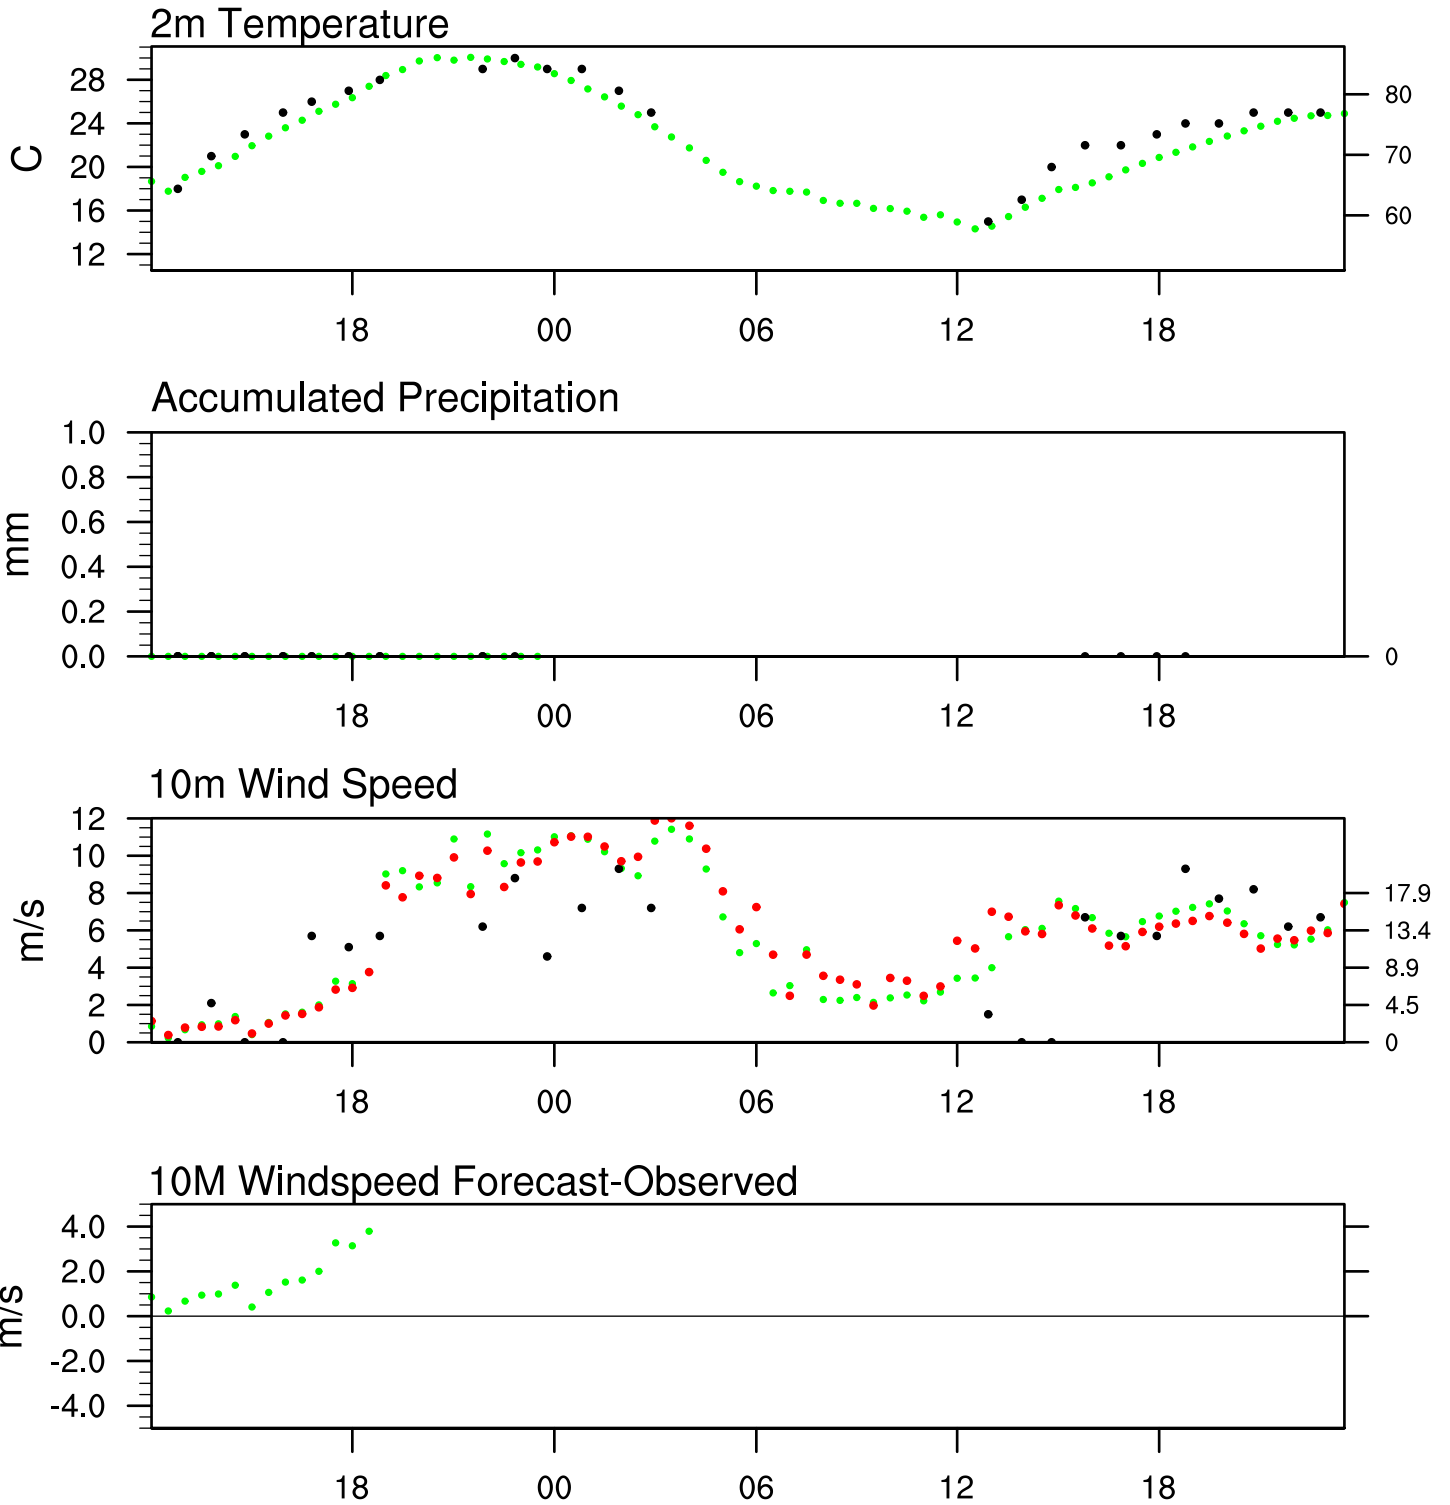 2m Temperature
28
24
20
16
12
C
80
70
60
18 00 06 12 18
Accumulated Precipitation
1.0
0.8
0.6
0.4
0.2
0.0
mm
0
18 00 06 12 18
10m Wind Speed
12
10
8
6
4
2
0
m/s
17.9
13.4
8.9
4.5
0
18 00 06 12 18
10M Windspeed Forecast-Observed
4.0
2.0
0.0
-2.0
-4.0
m/s
18 00 06 12 18